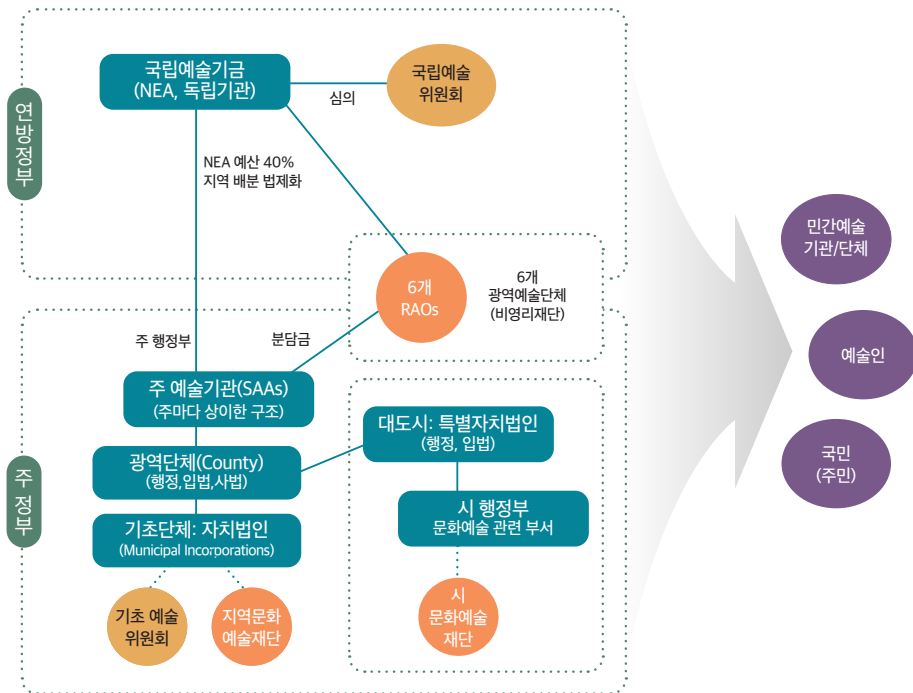 연방정부
국립예술기금
(NEA, 독립기관)
심의
국립예술
위원회
NEA 예산 40%
지역 배분 법제화
6개
RAOs
6개
광역예술단체
(비영리재단)
주 정부
주 행정부
분담금
주 예술기관(SAAs)
(주마다 상이한 구조)
광역단체(County)
(행정,입법,사법)
기초단체: 자치법인
(Municipal Incorporations)
기초 예술
위원회
지역문화
예술재단
대도시: 특별자치법인
(행정, 입법)
시 행정부
문화예술 관련 부서
시
문화예술
재단
민간예술
기관/단체
예술인
국민
(주민)